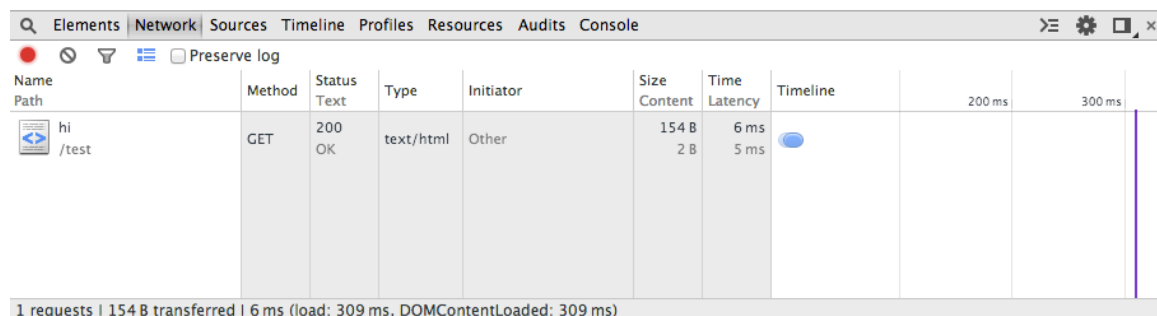 Elements Network Sources Timeline Profiles Resources Audits Console
Preserve log
Name Path Method Status Text Type Initiator Size Content Time Latency Timeline 200 ms 300 ms
hi /test GET 200 OK text/html Other 154 B 2 B 6 ms 5 ms
1 requests | 154 B transferred | 6 ms (load: 309 ms, DOMContentLoaded: 309 ms)